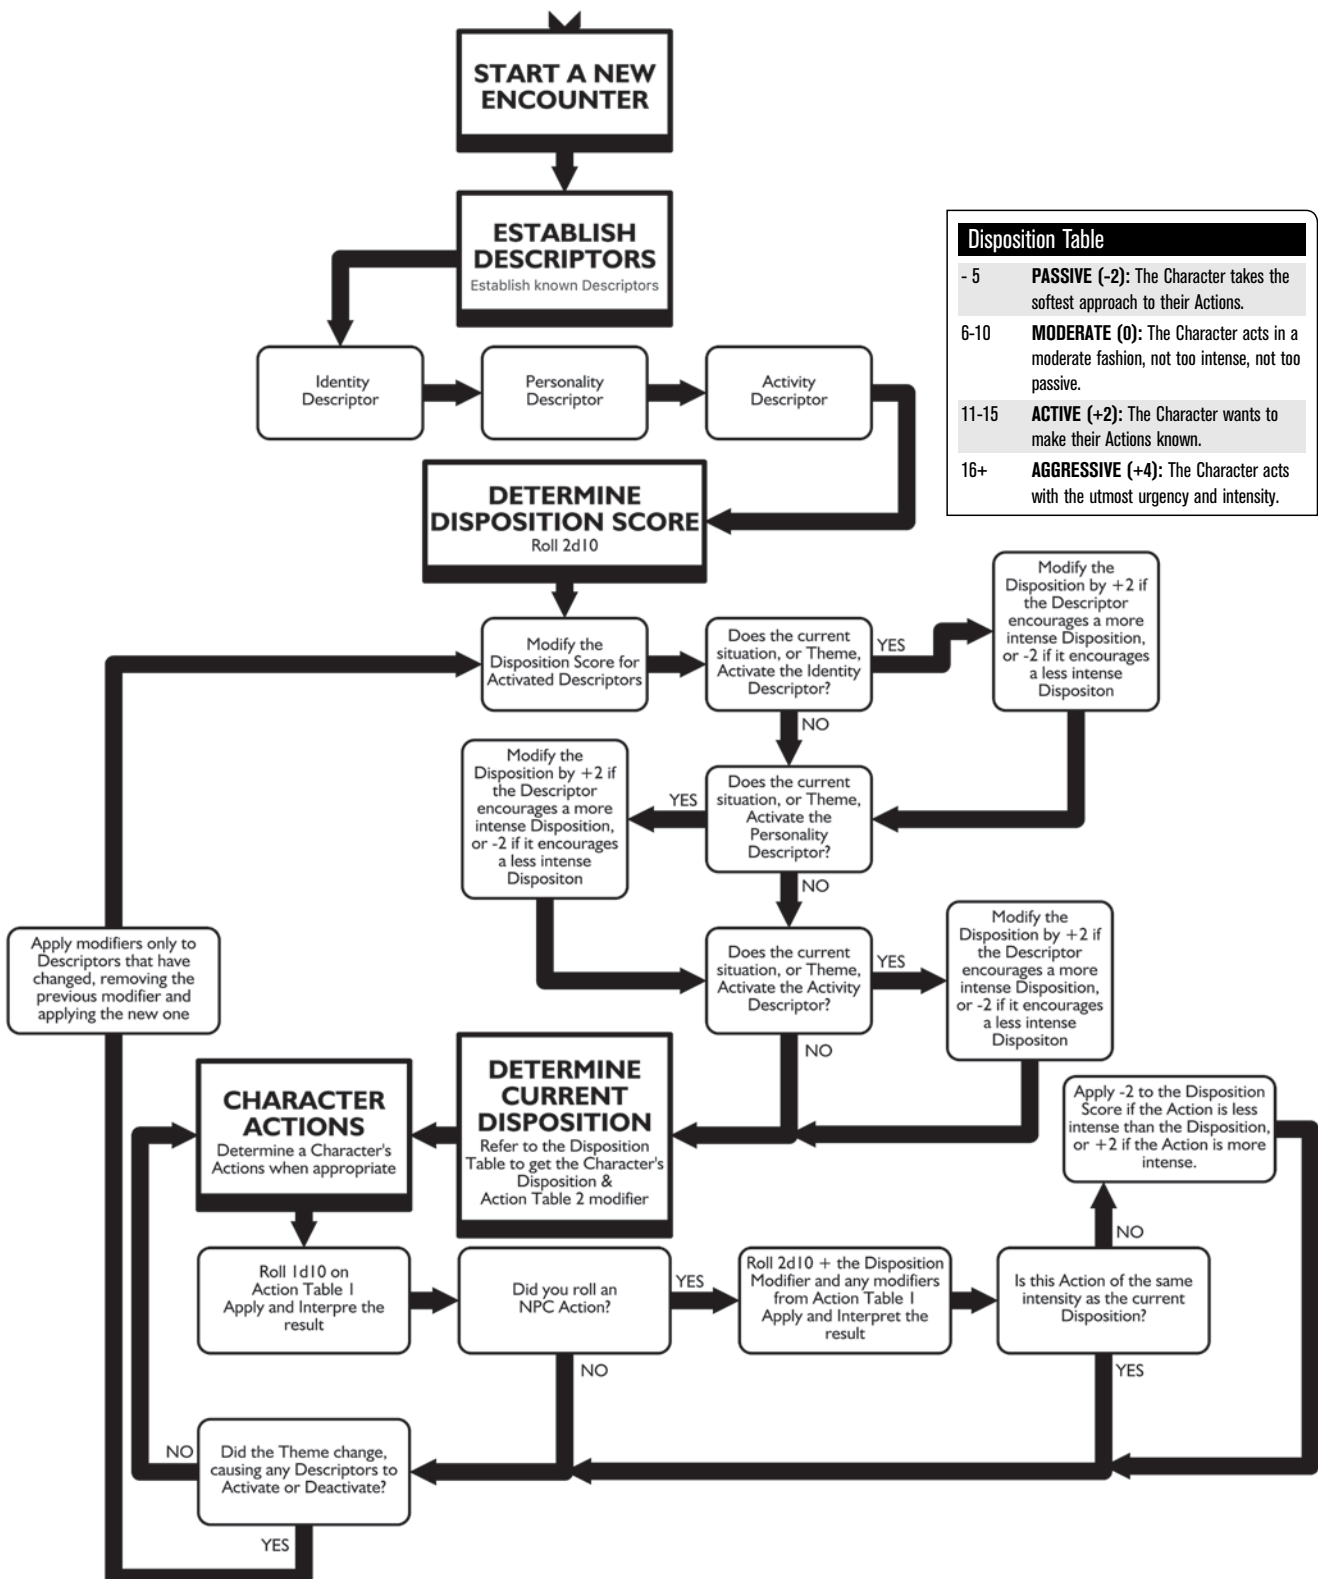 START A NEW
ENCOUNTER
ESTABLISH
DESCRIPTORS
Establish known Descriptors
Disposition Table
- 5 PASSIVE (-2): The Character takes the
softest approach to their Actions.
6-10 MODERATE (0): The Character acts in a
moderate fashion, not too intense, not too
passive.
11-15 ACTIVE (+2): The Character wants to
make their Actions known.
16+ AGGRESSIVE (+4): The Character acts
with the utmost urgency and intensity.
Identity
Descriptor
Personality
Descriptor
Activity
Descriptor
DETERMINE
DISPOSITION SCORE
Roll 2d10
Modify the
Disposition Score for
Activated Descriptors
Does the current
situation, or Theme,
Activate the Identity
Descriptor?
YES
Modify the
Disposition by +2 if
the Descriptor
encourages a more
intense Disposition,
or -2 if it encourages
a less intense
Dispositon
NO
Does the current
situation, or Theme,
Activate the
Personality
Descriptor?
YES
Modify the
Disposition by +2 if
the Descriptor
encourages a more
intense Disposition,
or -2 if it encourages
a less intense
Dispositon
NO
Does the current
situation, or Theme,
Activate the Activity
Descriptor?
YES
Modify the
Disposition by +2 if
the Descriptor
encourages a more
intense Disposition,
or -2 if it encourages
a less intense
Dispositon
NO
Apply modifiers only to
Descriptors that have
changed, removing the
previous modifier and
applying the new one
DETERMINE
CURRENT
DISPOSITION
Refer to the Disposition
Table to get the Character's
Disposition &
Action Table 2 modifier
CHARACTER
ACTIONS
Determine a Character's
Actions when appropriate
Roll 1d10 on
Action Table 1
Apply and Interpre the
result
Did you roll an
NPC Action?
YES
Roll 2d10 + the Disposition
Modifier and any modifiers
from Action Table 1
Apply and Interpret the
result
Is this Action of the same
intensity as the current
Disposition?
NO
Apply -2 to the Disposition
Score if the Action is less
intense than the Disposition,
or +2 if the Action is more
intense.
YES
NO
Did the Theme change,
causing any Descriptors to
Activate or Deactivate?
NO
YES